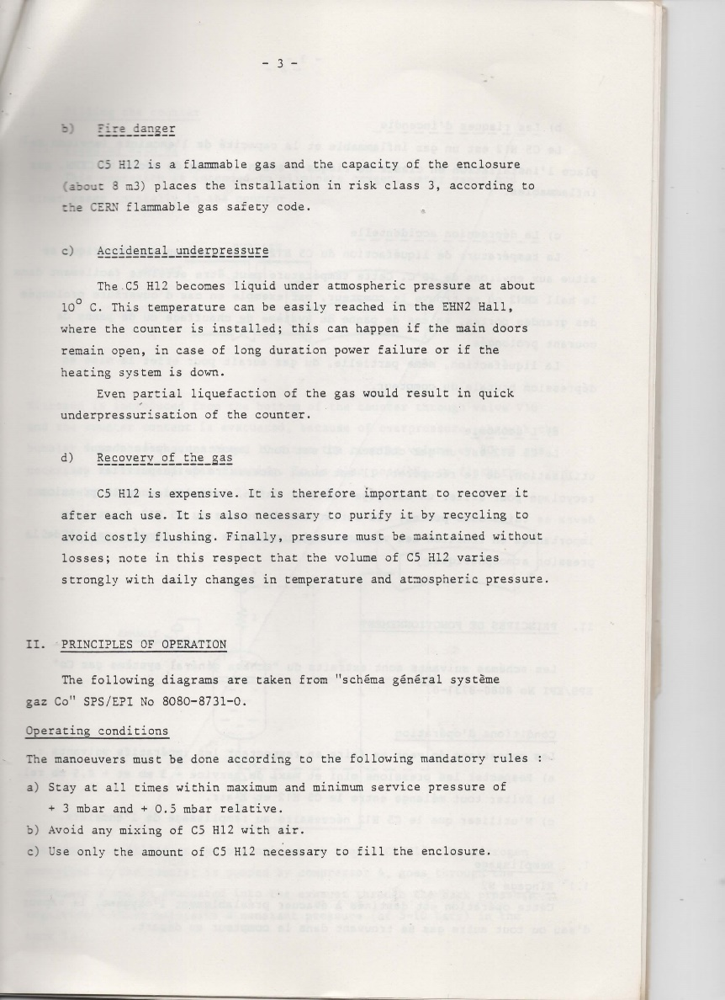 - 3 -
b) Fire danger
C5 H12 is a flammable gas and the capacity of the enclosure
(about 8 m3) places the installation in risk class 3, according to
the CERN flammable gas safety code.
c) Accidental underpressure
The C5 H12 becomes liquid under atmospheric pressure at about
10° C. This temperature can be easily reached in the EHN2 Hall,
where the counter is installed; this can happen if the main doors
remain open, in case of long duration power failure or if the
heating system is down.
Even partial liquefaction of the gas would result in quick
underpressurisation of the counter.
d) Recovery of the gas
C5 H12 is expensive. It is therefore important to recover it
after each use. It is also necessary to purify it by recycling to
avoid costly flushing. Finally, pressure must be maintained without
losses; note in this respect that the volume of C5 H12 varies
strongly with daily changes in temperature and atmospheric pressure.
II. PRINCIPLES OF OPERATION
The following diagrams are taken from "schéma général système
gaz Co" SPS/EPI No 8080-8731-0.
Operating conditions
The manoeuvers must be done according to the following mandatory rules :
a) Stay at all times within maximum and minimum service pressure of
+ 3 mbar and + 0.5 mbar relative.
b) Avoid any mixing of C5 H12 with air.
c) Use only the amount of C5 H12 necessary to fill the enclosure.